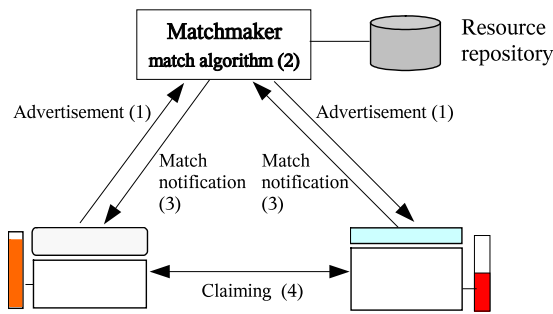 Matchmaker
match algorithm (2)
Resource
repository
Advertisement (1)
Advertisement (1)
Match
notification
(3)
Match
notification
(3)
Claiming (4)